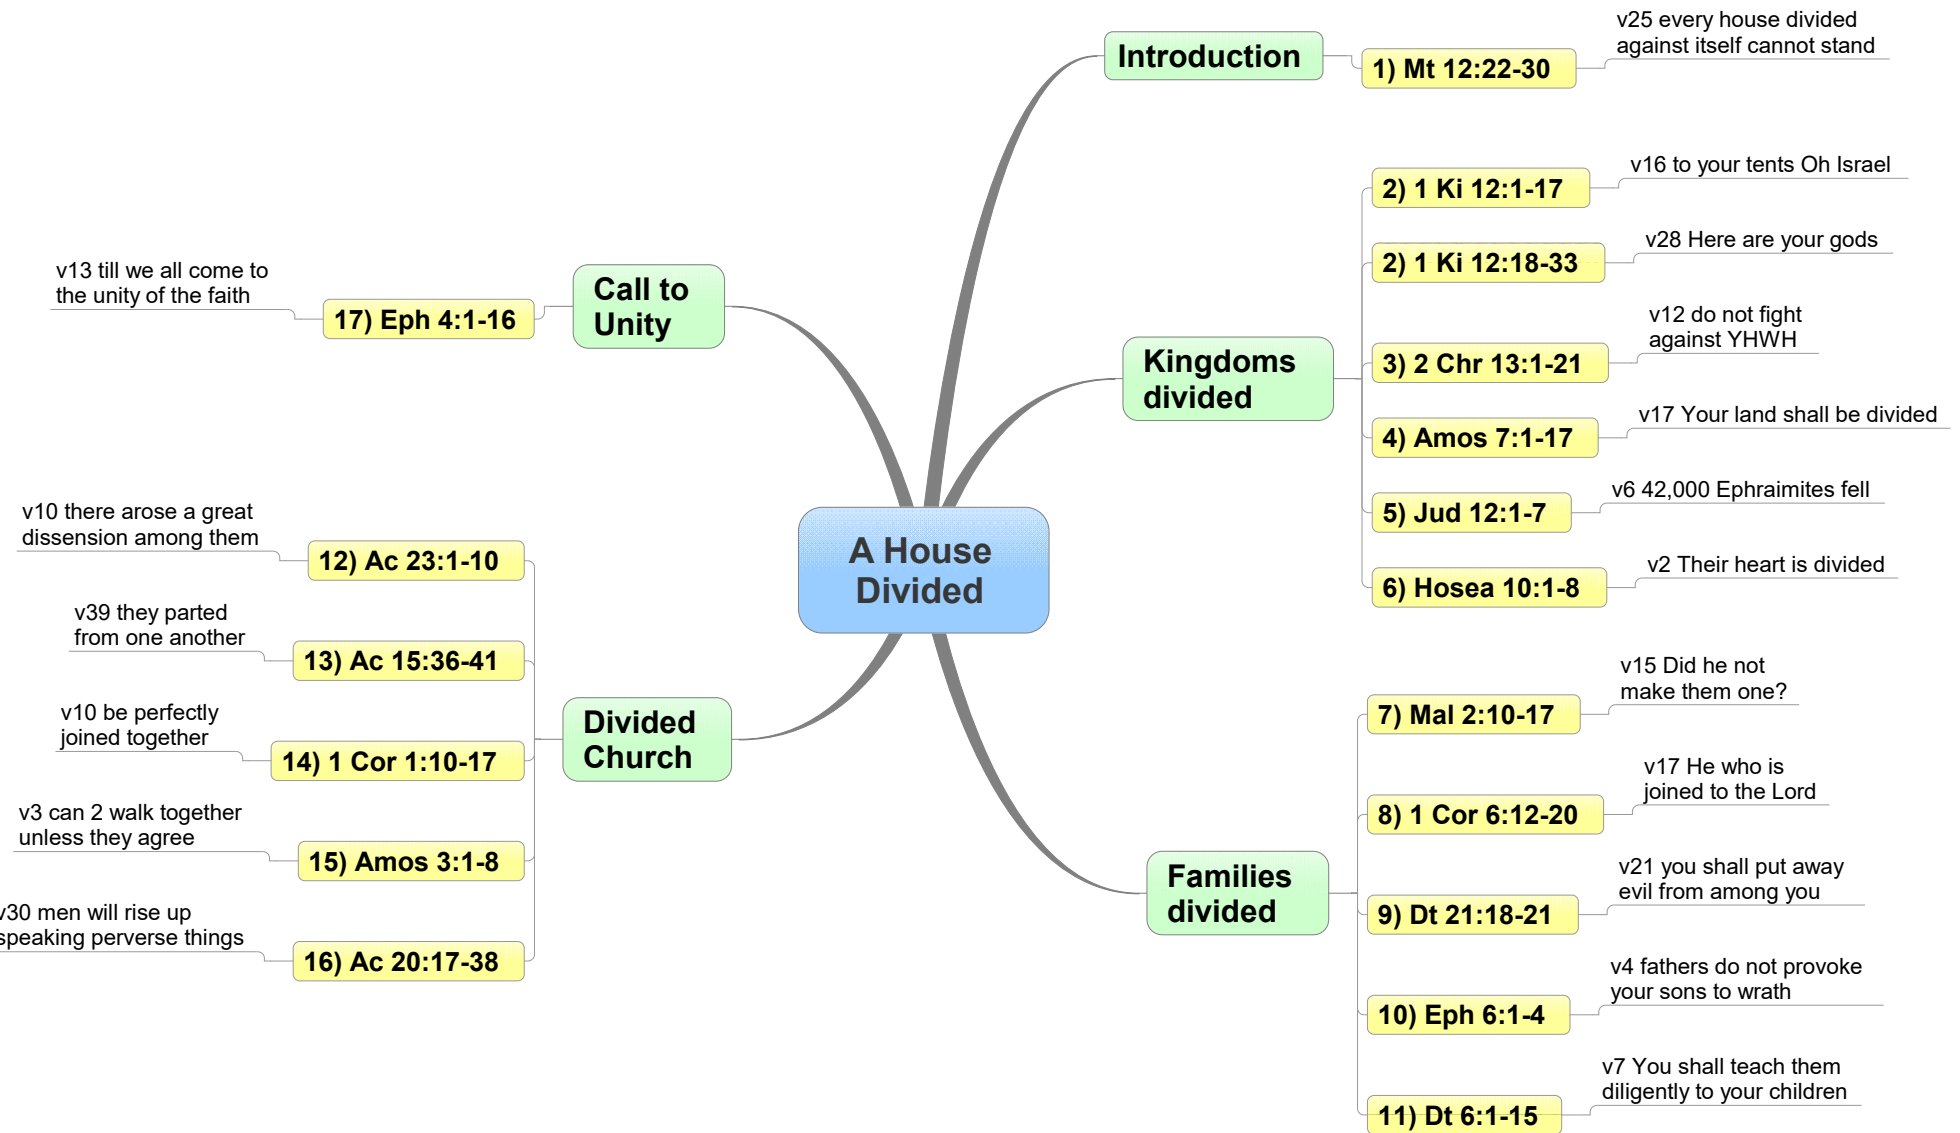 A House
Divided
Introduction
1) Mt 12:22-30
v25 every house divided
against itself cannot stand
Kingdoms
divided
2) 1 Ki 12:1-17
v16 to your tents Oh Israel
2) 1 Ki 12:18-33
v28 Here are your gods
3) 2 Chr 13:1-21
v12 do not fight
against YHWH
4) Amos 7:1-17
v17 Your land shall be divided
5) Jud 12:1-7
v6 42,000 Ephraimites fell
6) Hosea 10:1-8
v2 Their heart is divided
Families
divided
7) Mal 2:10-17
v15 Did he not
make them one?
8) 1 Cor 6:12-20
v17 He who is
joined to the Lord
9) Dt 21:18-21
v21 you shall put away
evil from among you
10) Eph 6:1-4
v4 fathers do not provoke
your sons to wrath
11) Dt 6:1-15
v7 You shall teach them
diligently to your children
Divided
Church
12) Ac 23:1-10
v10 there arose a great
dissension among them
13) Ac 15:36-41
v39 they parted
from one another
14) 1 Cor 1:10-17
v10 be perfectly
joined together
15) Amos 3:1-8
v3 can 2 walk together
unless they agree
16) Ac 20:17-38
v30 men will rise up
speaking perverse things
Call to
Unity
17) Eph 4:1-16
v13 till we all come to
the unity of the faith